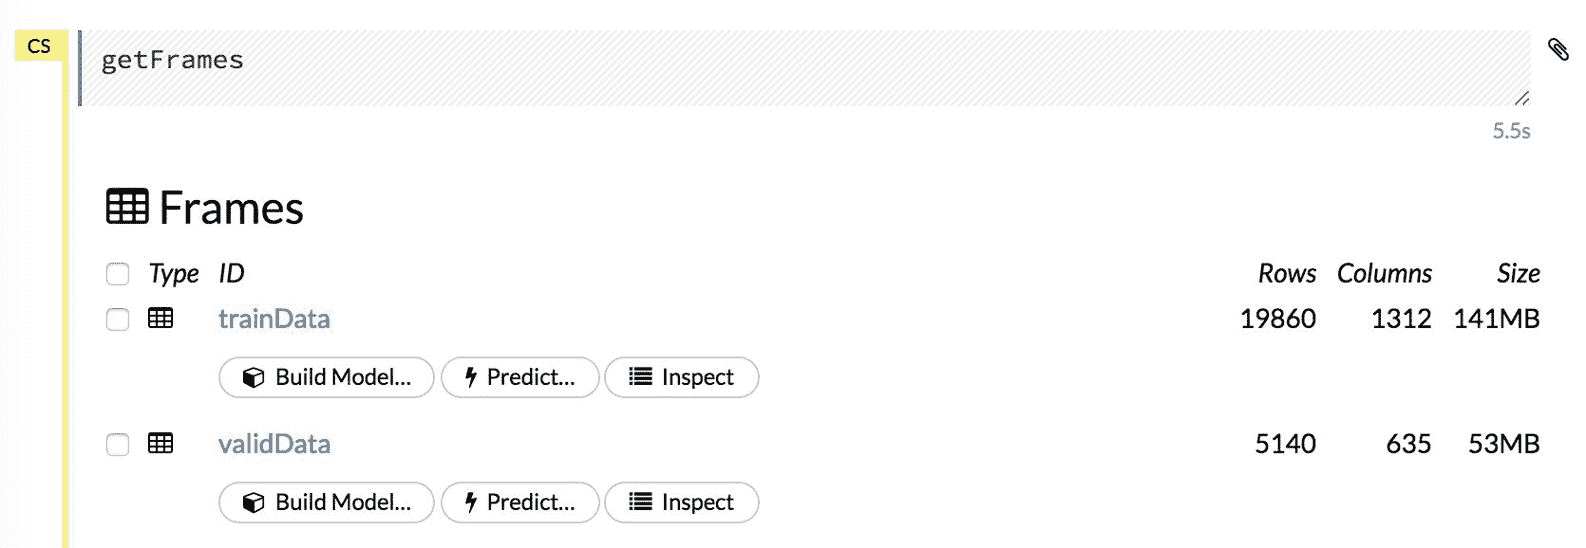 CS
getFrames
5.5s
Frames
Type ID Rows Columns Size
trainData 19860 1312 141MB
Build Model... Predict... Inspect
validData 5140 635 53MB
Build Model... Predict... Inspect